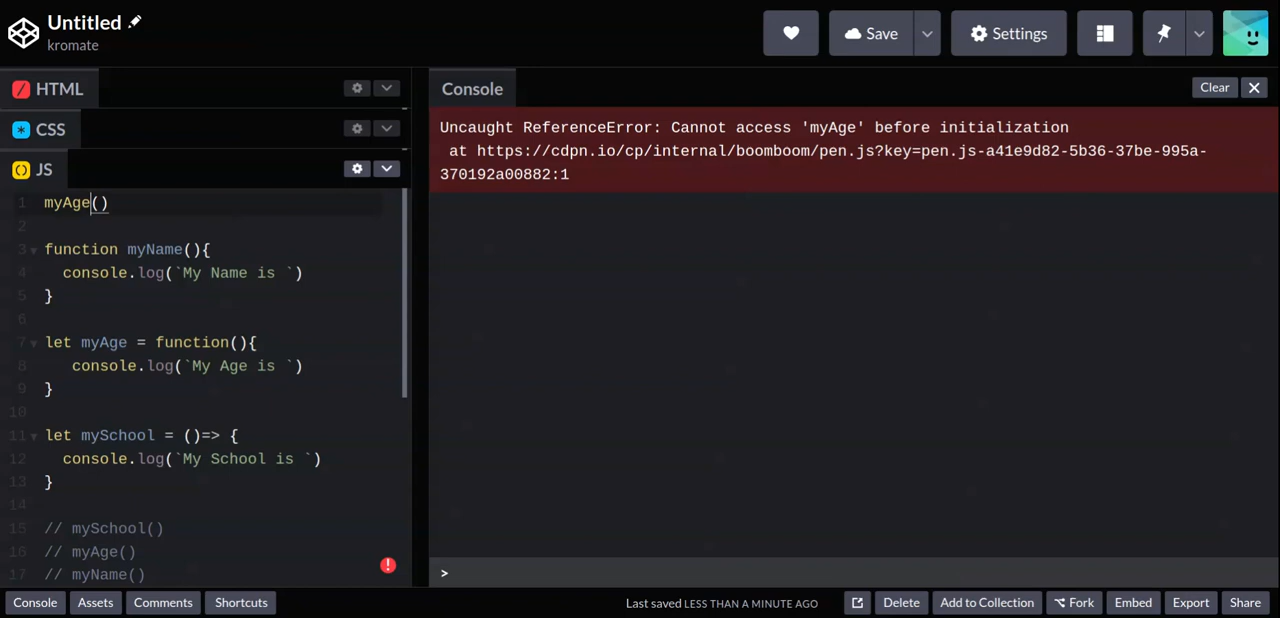 Untitled
kromate
Save
Settings
HTML
CSS
JS
Console
Clear
Uncaught ReferenceError: Cannot access 'myAge' before initialization
at https://cdpn.io/cp/internal/boomboom/pen.js?key=pen.js-a41e9d82-5b36-37be-995a-
370192a00882:1
1 myAge()
2
3 function myName(){
4 console.log(`My Name is `)
5 }
6
7 let myAge = function(){
8 console.log(`My Age is `)
9 }
10
11 let mySchool = ()=> {
12 console.log(`My School is `)
13 }
14
15 // mySchool()
16 // myAge()
17 // myName()
>
Console Assets Comments Shortcuts Last saved LESS THAN A MINUTE AGO Delete Add to Collection Fork Embed Export Share